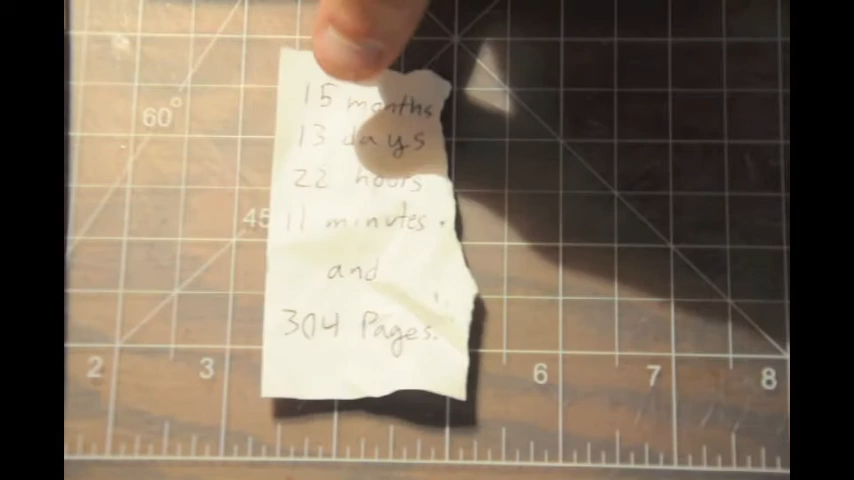 15 months
13 days
22 hours
11 minutes
and
304 Pages.
60°
45
2 3 6 7 8